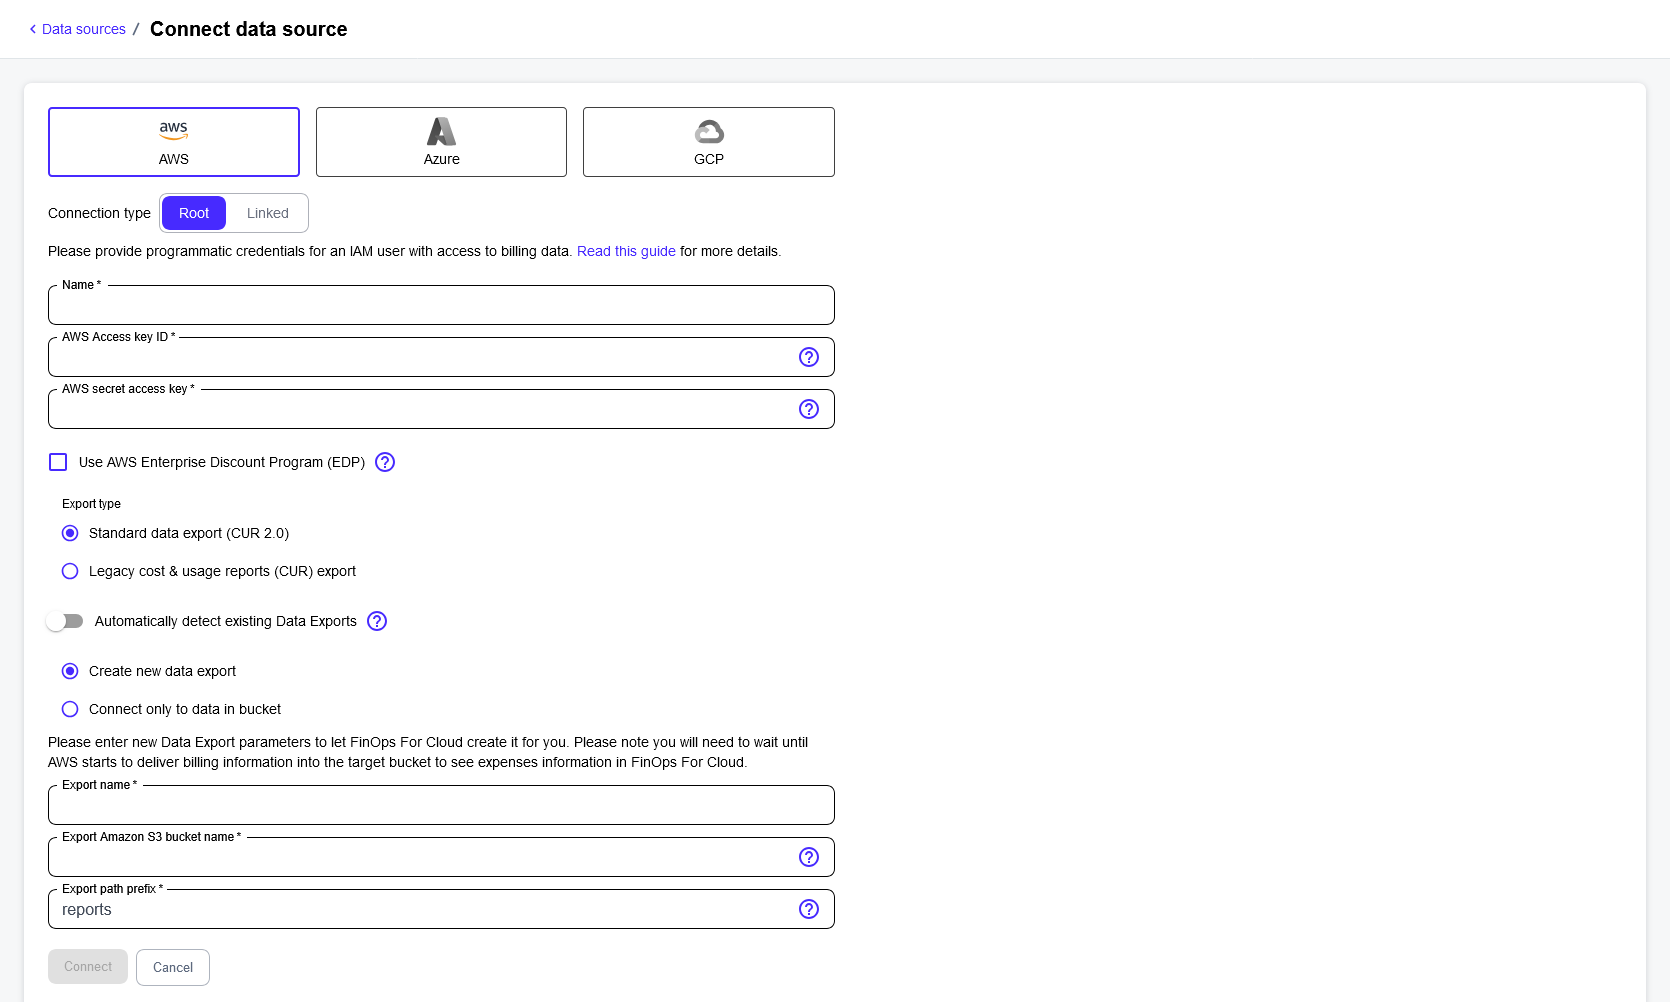 Data sources / Connect data source
aws
AWS
Azure
GCP
Connection type Root Linked
Please provide programmatic credentials for an IAM user with access to billing data. Read this guide for more details.
Name *
AWS Access key ID *
?
AWS secret access key *
?
Use AWS Enterprise Discount Program (EDP) ?
Export type
Standard data export (CUR 2.0)
Legacy cost & usage reports (CUR) export
Automatically detect existing Data Exports ?
Create new data export
Connect only to data in bucket
Please enter new Data Export parameters to let FinOps For Cloud create it for you. Please note you will need to wait until
AWS starts to deliver billing information into the target bucket to see expenses information in FinOps For Cloud.
Export name *
Export Amazon S3 bucket name *
?
Export path prefix *
reports ?
Connect Cancel